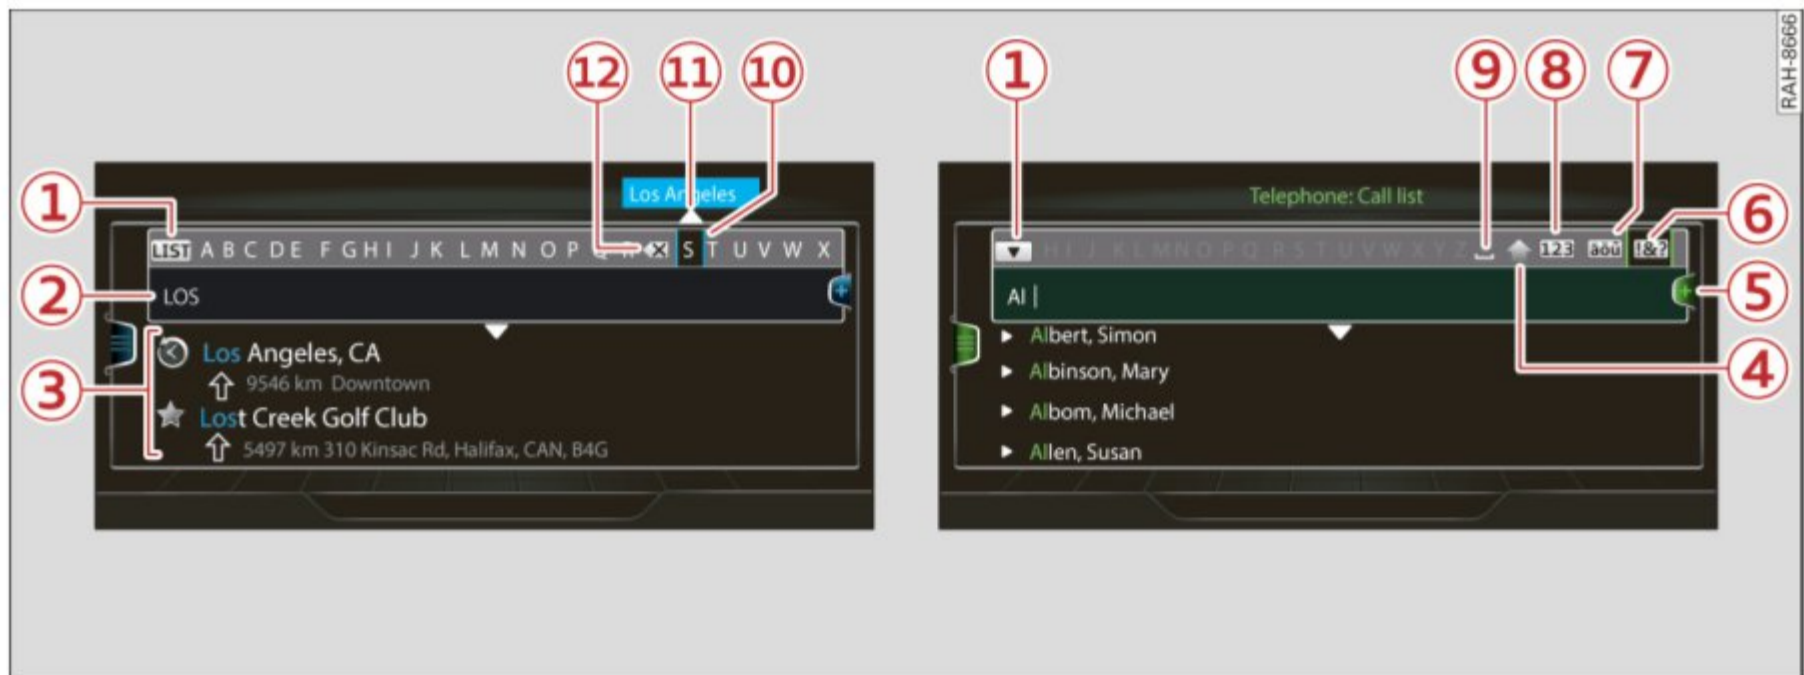 RAH-8666
12 11 10
1
Los Angeles
LIST A B C D E F G H I J K L M N O P Q R S T U V W X
2
LOS
3
Los Angeles, CA
9546 km Downtown
Lost Creek Golf Club
5497 km 310 Kinsac Rd, Halifax, CAN, B4G
1 9 8 7
Telephone: Call list
6
H I J K L M N O P Q R S T U V W X Y Z 123 äöü !&?
Al
5
Albert, Simon
Albinson, Mary
4
Albom, Michael
Allen, Susan